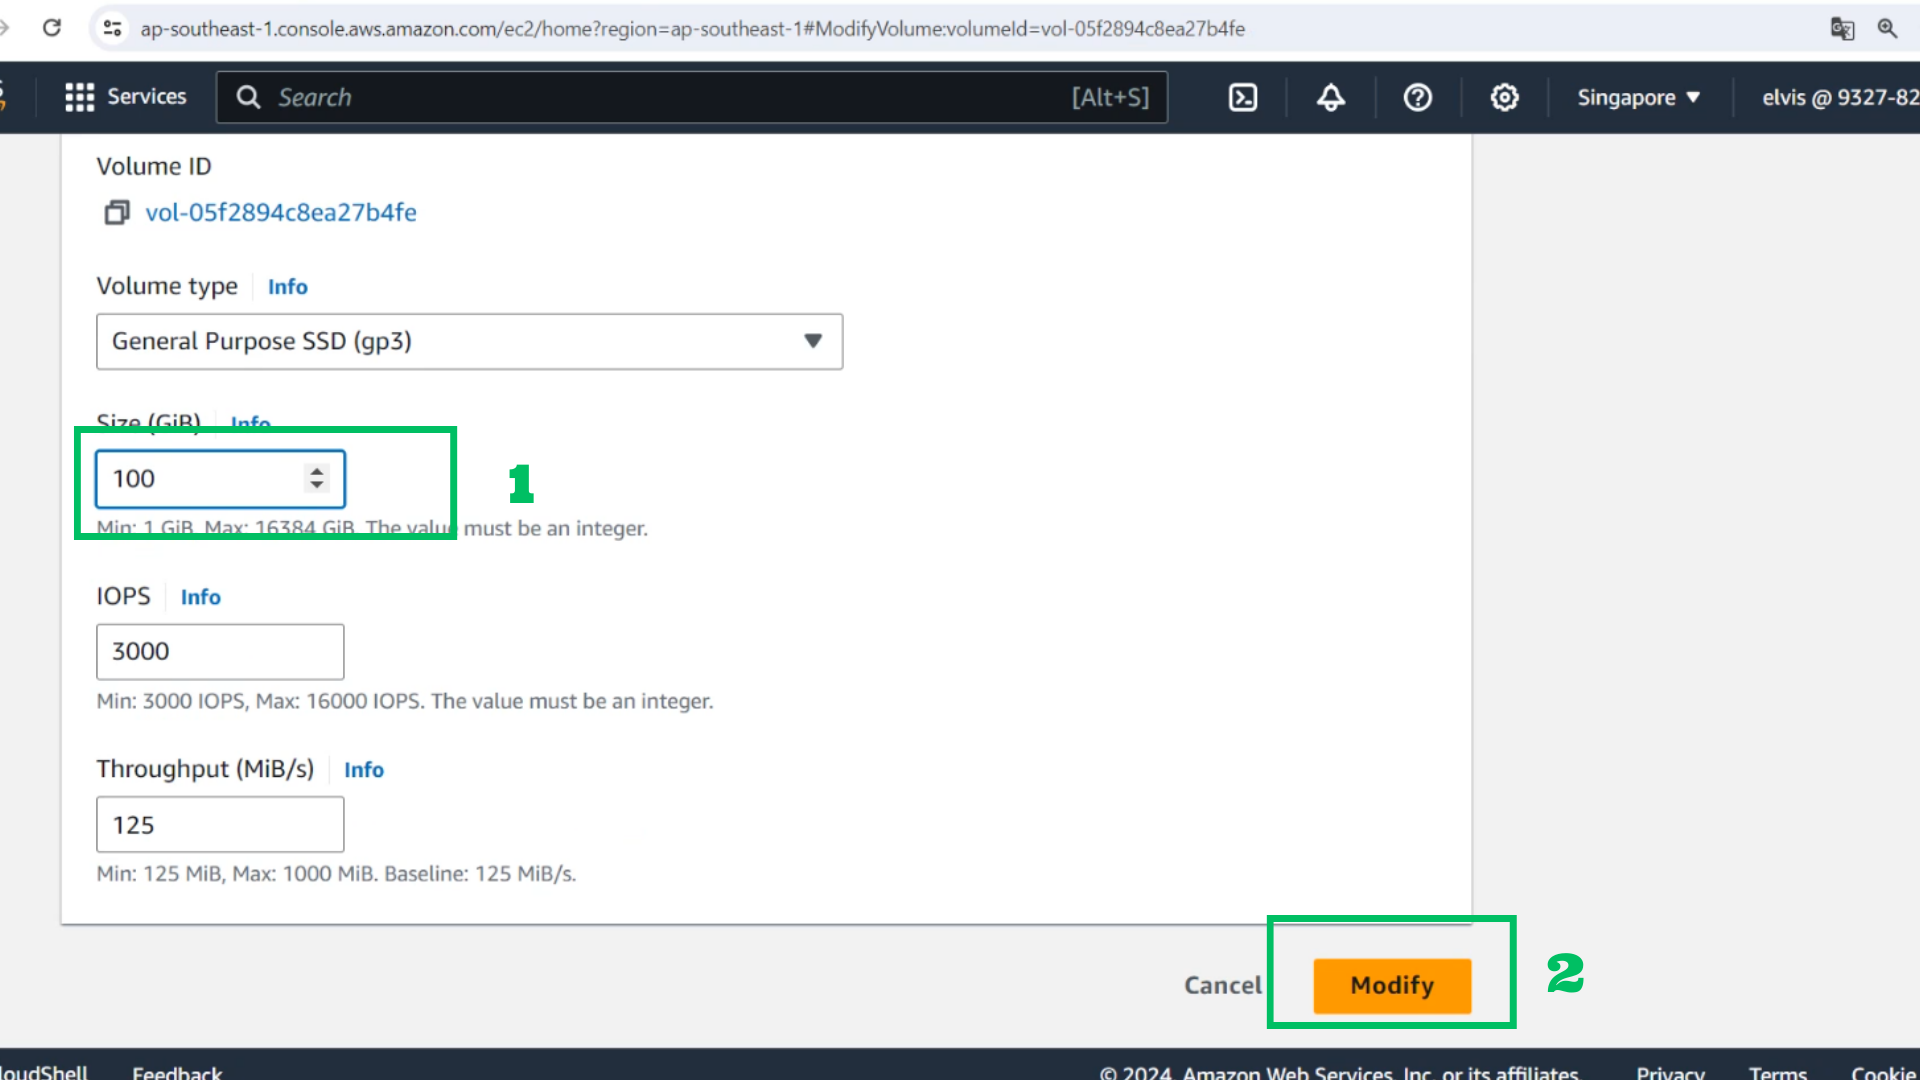 ap-southeast-1.console.aws.amazon.com/ec2/home?region=ap-southeast-1#ModifyVolume:volumeId=vol-05f2894c8ea27b4fe
Services
Search
[Alt+S]
Singapore
elvis @ 9327-82
Volume ID
vol-05f2894c8ea27b4fe
Volume type Info
General Purpose SSD (gp3)
Size (GiB) Info
100
1
Min: 1 GiB, Max: 16384 GiB. The value must be an integer.
IOPS Info
3000
Min: 3000 IOPS, Max: 16000 IOPS. The value must be an integer.
Throughput (MiB/s) Info
125
Min: 125 MiB, Max: 1000 MiB. Baseline: 125 MiB/s.
Cancel
Modify
2
loudShell
Feedback
© 2024, Amazon Web Services, Inc. or its affiliates
Privacy
Terms
Cookie